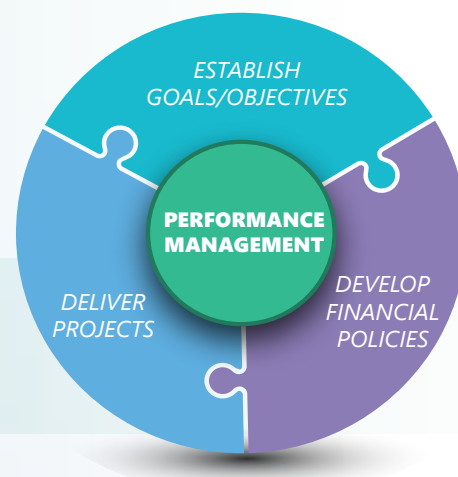 ESTABLISH
GOALS/OBJECTIVES
PERFORMANCE
MANAGEMENT
DEVELOP
FINANCIAL
POLICIES
DELIVER
PROJECTS